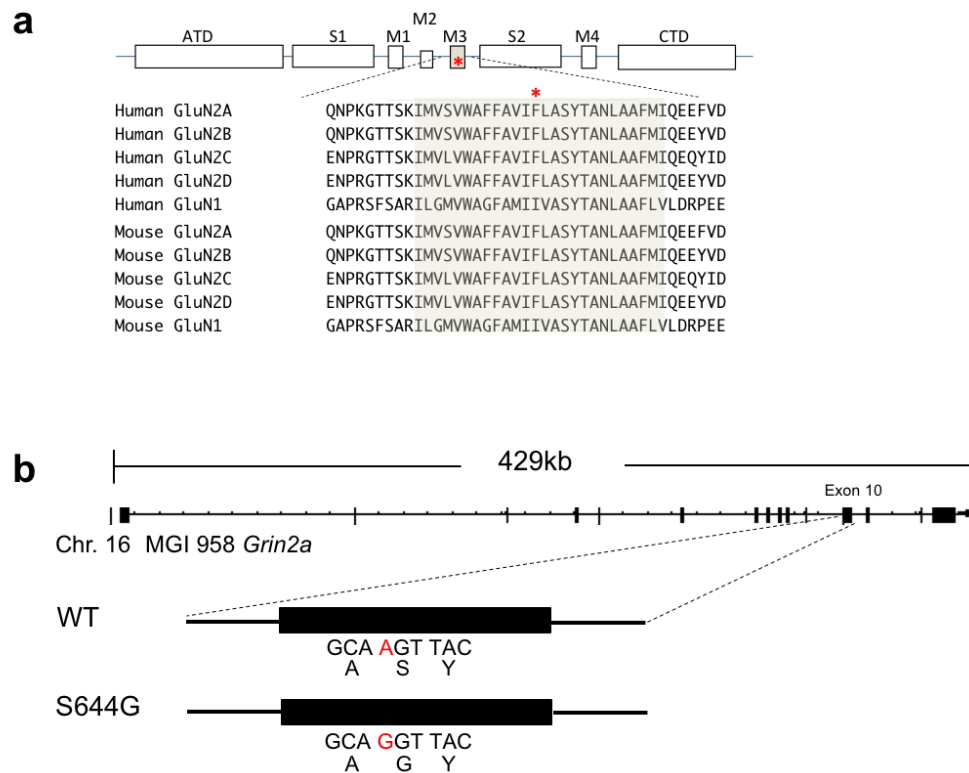 a
ATD S1 M1 M2 M3 S2 M4 CTD
*
*
Human GluN2A QNPKGTTSKIMVSVWAFFAVIFLASYTANLAAFMIQEEFVD
Human GluN2B QNPKGTTSKIMVSVWAFFAVIFLASYTANLAAFMIQEEYVD
Human GluN2C ENPRGTTSKIMVLVWAFFAVIFLASYTANLAAFMIQEQYID
Human GluN2D ENPRGTTSKIMVLVWAFFAVIFLASYTANLAAFMIQEEYVD
Human GluN1 GAPRSFSARILGMVWAGFAMIIVASYTANLAAFLVLDRPEE
Mouse GluN2A QNPKGTTSKIMVSVWAFFAVIFLASYTANLAAFMIQEEFVD
Mouse GluN2B QNPKGTTSKIMVSVWAFFAVIFLASYTANLAAFMIQEEYVD
Mouse GluN2C ENPRGTTSKIMVLVWAFFAVIFLASYTANLAAFMIQEQYID
Mouse GluN2D ENPRGTTSKIMVLVWAFFAVIFLASYTANLAAFMIQEEYVD
Mouse GluN1 GAPRSFSARILGMVWAGFAMIIVASYTANLAAFLVLDRPEE
b
429kb
Exon 10
Chr. 16 MGI 958 Grin2a
WT
GCA AGT TAC
A S Y
S644G
GCA GGT TAC
A G Y